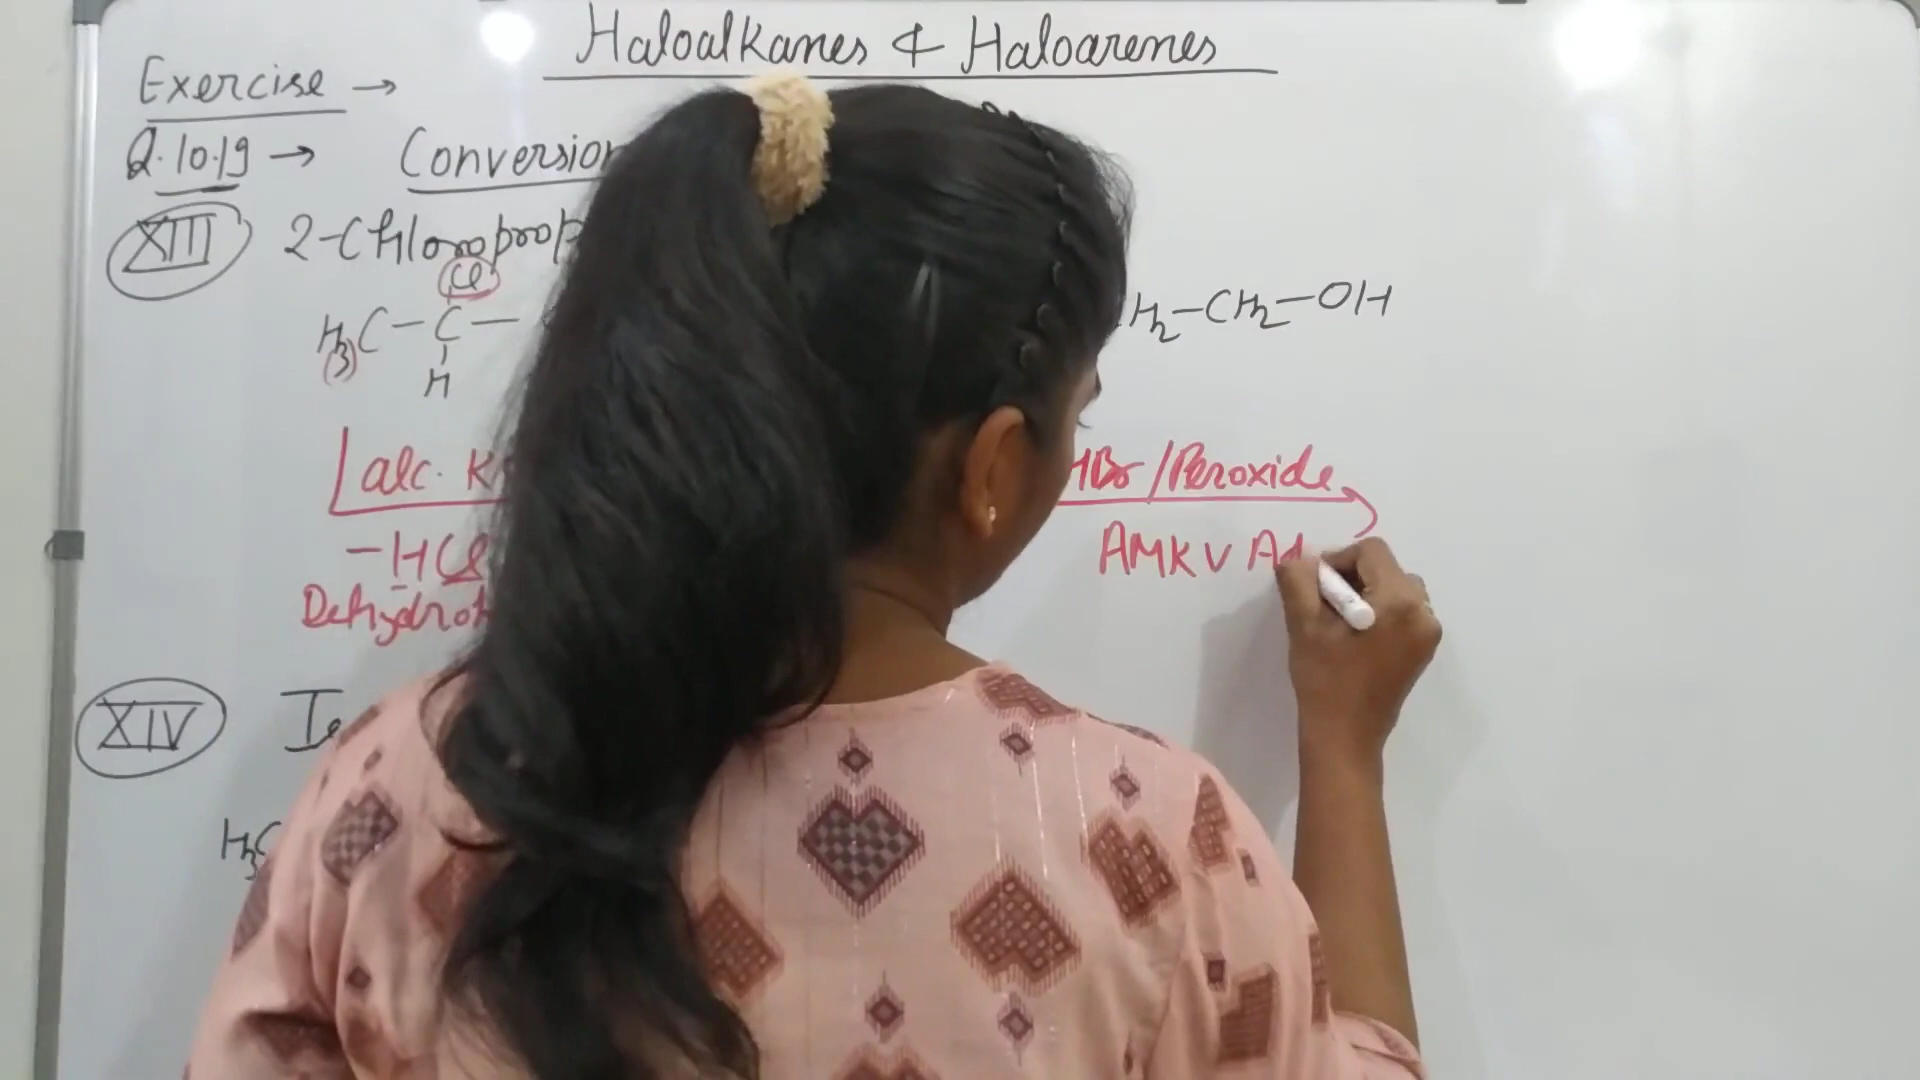 Haloalkanes & Haloarenes
Exercise →
Q.10.19 → Conversion
XIII 2-Chloroprop
Cl
H3C-C-
H
H2-CH2-OH
alc. K
HBr/Peroxide
-HCl
AMKV Ad
Dehydroh
XIV
H3C